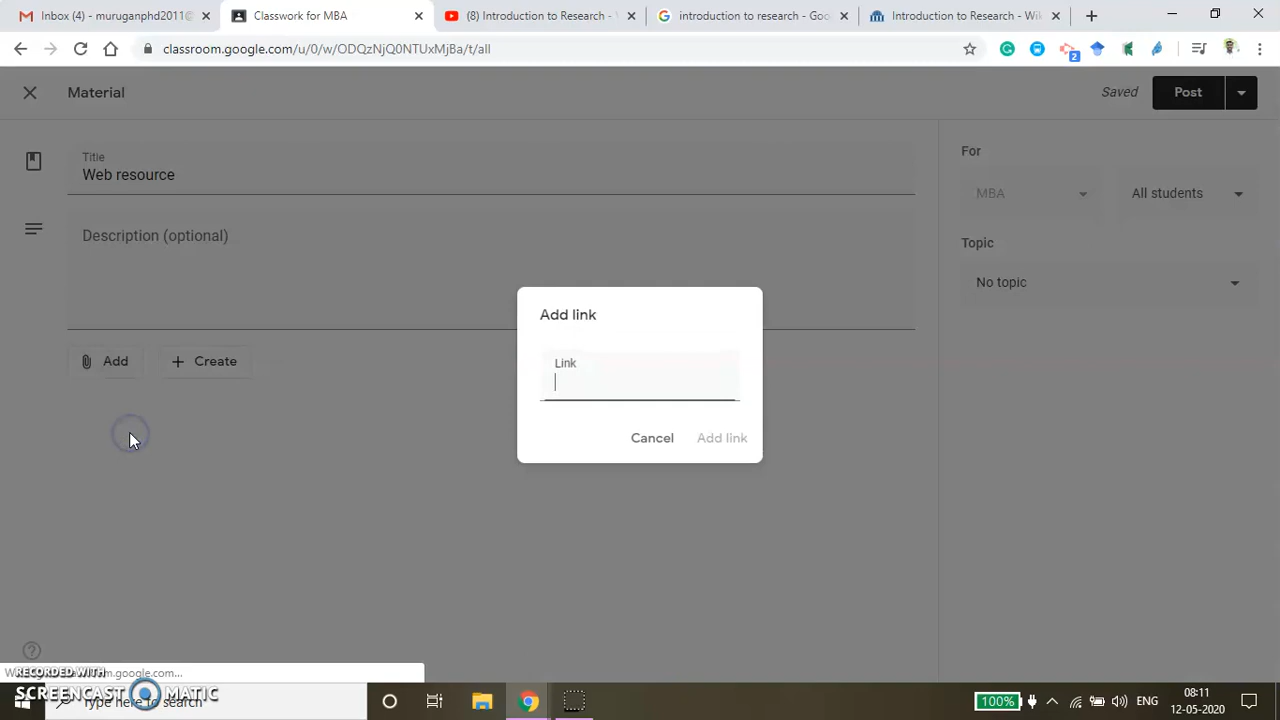 Inbox (4) - muruganphd2011@
Classwork for MBA
(8) Introduction to Research -
introduction to research - Goo
Introduction to Research - Wik
classroom.google.com/u/0/w/ODQzNjQ0NTUxMjBa/t/all
2
Material
Saved
Post
Title
Web resource
For
MBA
All students
Description (optional)
Topic
No topic
Add link
Link
Add
Create
Cancel
Add link
RECORDED WITH
SCREENCAST MATIC
Type here to search
100%
ENG
08:11
12-05-2020